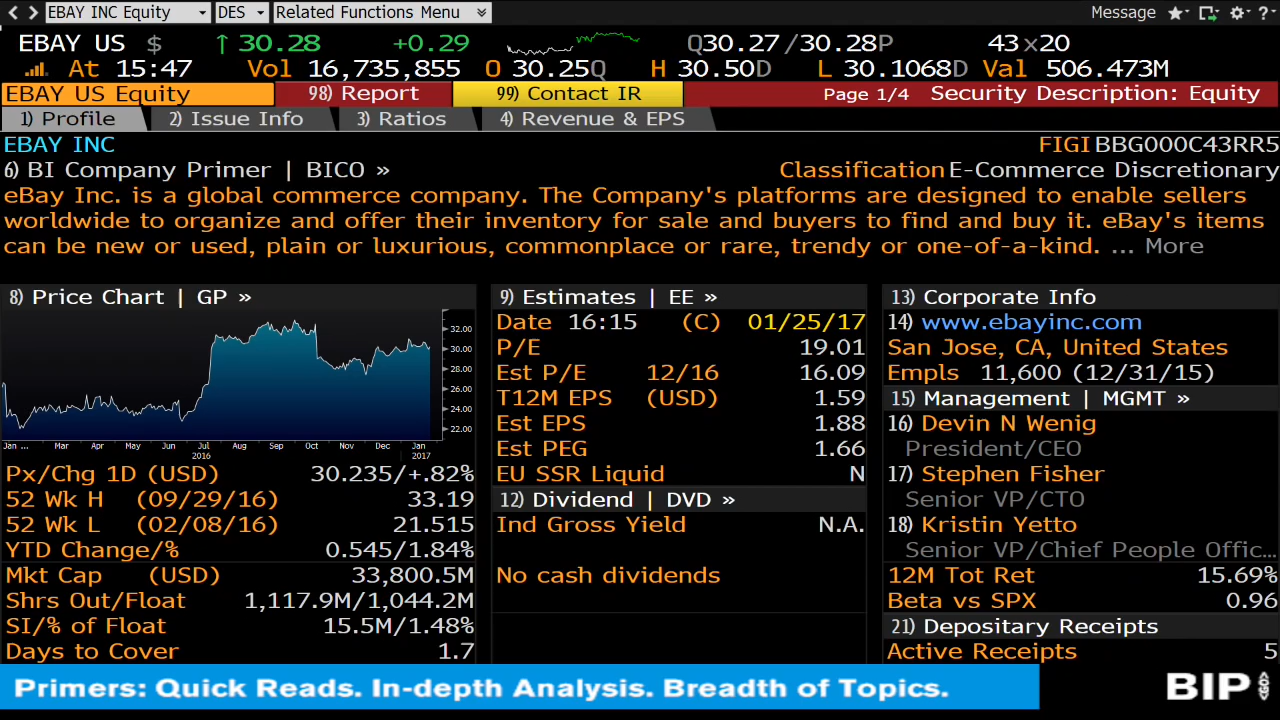 EBAY INC Equity DES Related Functions Menu Message ?
EBAY US $ ↑ 30.28 +0.29 Q30.27 /30.28P 43×20
At 15:47 Vol 16,735,855 O 30.25Q H 30.50D L 30.1068D Val 506.473M
EBAY US Equity 98) Report 99) Contact IR Page 1/4 Security Description: Equity
1) Profile 2) Issue Info 3) Ratios 4) Revenue & EPS
EBAY INC FIGI BBG000C43RR5
6) BI Company Primer | BICO » Classification E-Commerce Discretionary
eBay Inc. is a global commerce company. The Company's platforms are designed to enable sellers
worldwide to organize and offer their inventory for sale and buyers to find and buy it. eBay's items
can be new or used, plain or luxurious, commonplace or rare, trendy or one-of-a-kind. ... More
8) Price Chart | GP »
32.00
30.00
28.00
26.00
24.00
22.00
Jan ... Mar Apr May Jun Jul Aug Sep Oct Nov Dec Jan
2016 2017
Px/Chg 1D (USD) 30.235/+.82%
52 Wk H (09/29/16) 33.19
52 Wk L (02/08/16) 21.515
YTD Change/% 0.545/1.84%
Mkt Cap (USD) 33,800.5M
Shrs Out/Float 1,117.9M/1,044.2M
SI/% of Float 15.5M/1.48%
Days to Cover 1.7
9) Estimates | EE »
Date 16:15 (C) 01/25/17
P/E 19.01
Est P/E 12/16 16.09
T12M EPS (USD) 1.59
Est EPS 1.88
Est PEG 1.66
EU SSR Liquid N
12) Dividend | DVD »
Ind Gross Yield N.A.
No cash dividends
13) Corporate Info
14) www.ebayinc.com
San Jose, CA, United States
Empls 11,600 (12/31/15)
15) Management | MGMT »
16) Devin N Wenig
President/CEO
17) Stephen Fisher
Senior VP/CTO
18) Kristin Yetto
Senior VP/Chief People Offic...
12M Tot Ret 15.69%
Beta vs SPX 0.96
21) Depositary Receipts
Active Receipts 5
Primers: Quick Reads. In-depth Analysis. Breadth of Topics.
BIP GO